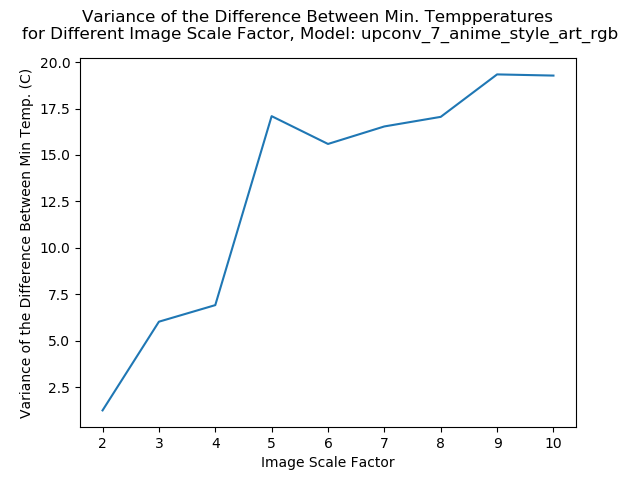 Variance of the Difference Between Min. Tempperatures
for Different Image Scale Factor, Model: upconv_7_anime_style_art_rgb
Variance of the Difference Between Min Temp. (C)
20.0
17.5
15.0
12.5
10.0
7.5
5.0
2.5
2 3 4 5 6 7 8 9 10
Image Scale Factor